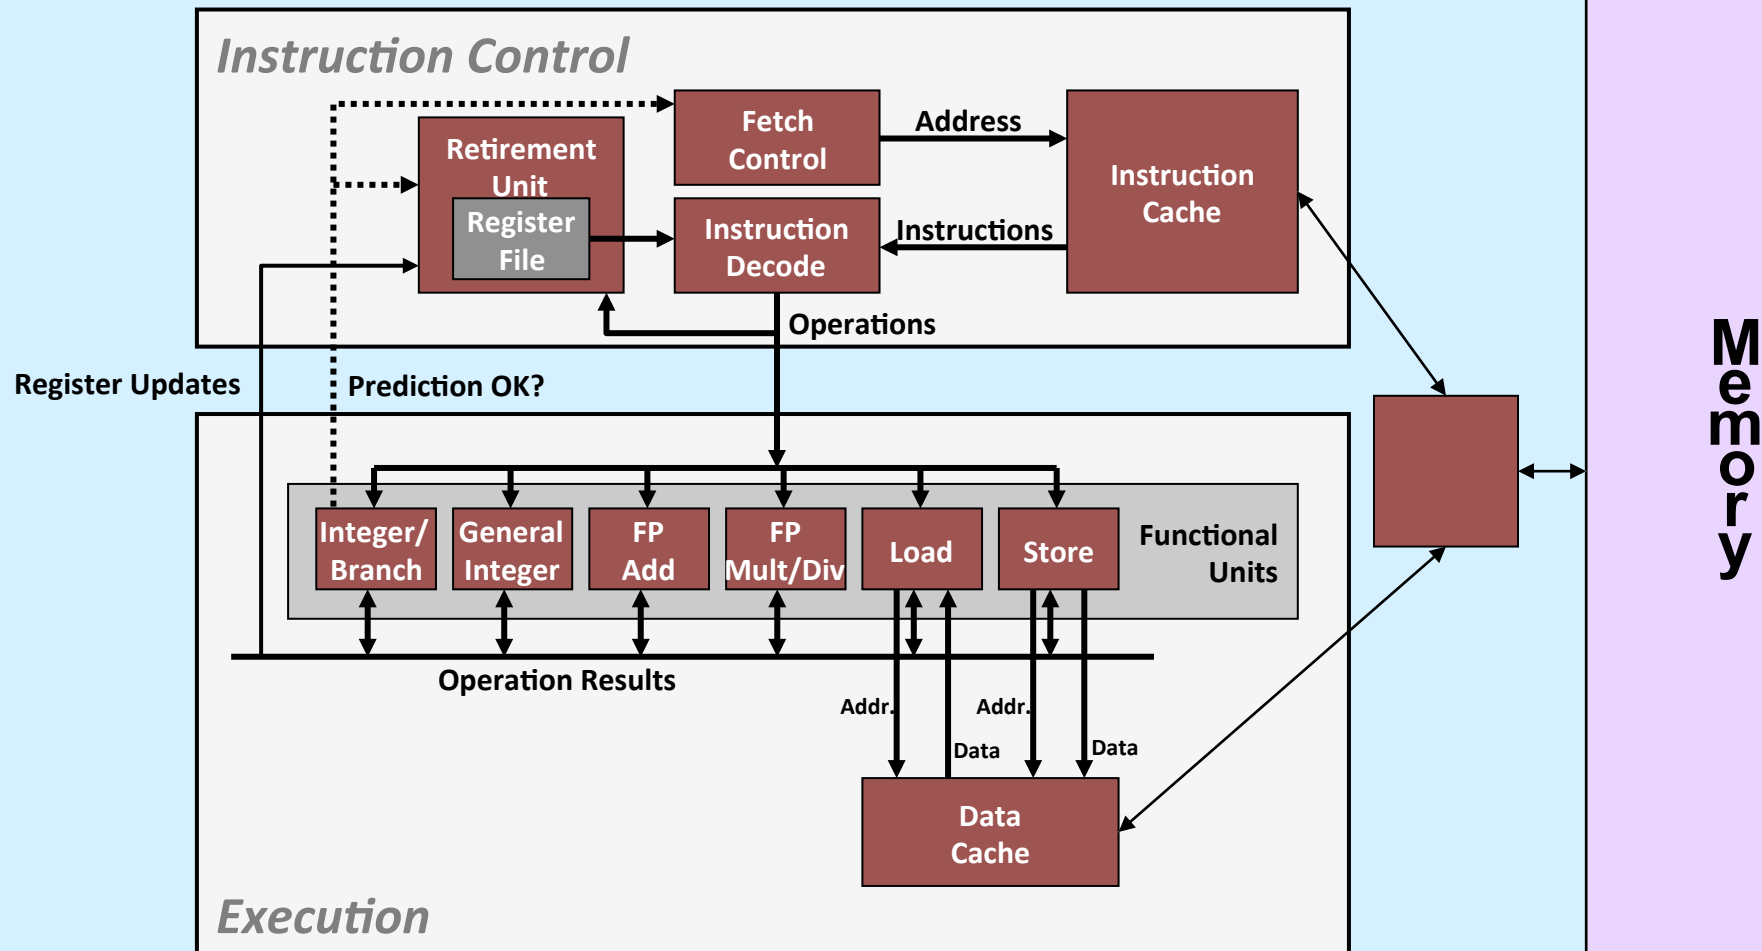 Instruction Control
Fetch
Control
Address
Instruction
Cache
Retirement
Unit
Register
File
Instruction
Decode
Instructions
Operations
Register Updates
Prediction OK?
Integer/
Branch
General
Integer
FP
Add
FP
Mult/Div
Load
Store
Functional
Units
Operation Results
Addr.
Data
Addr.
Data
Data
Cache
Execution
Memory